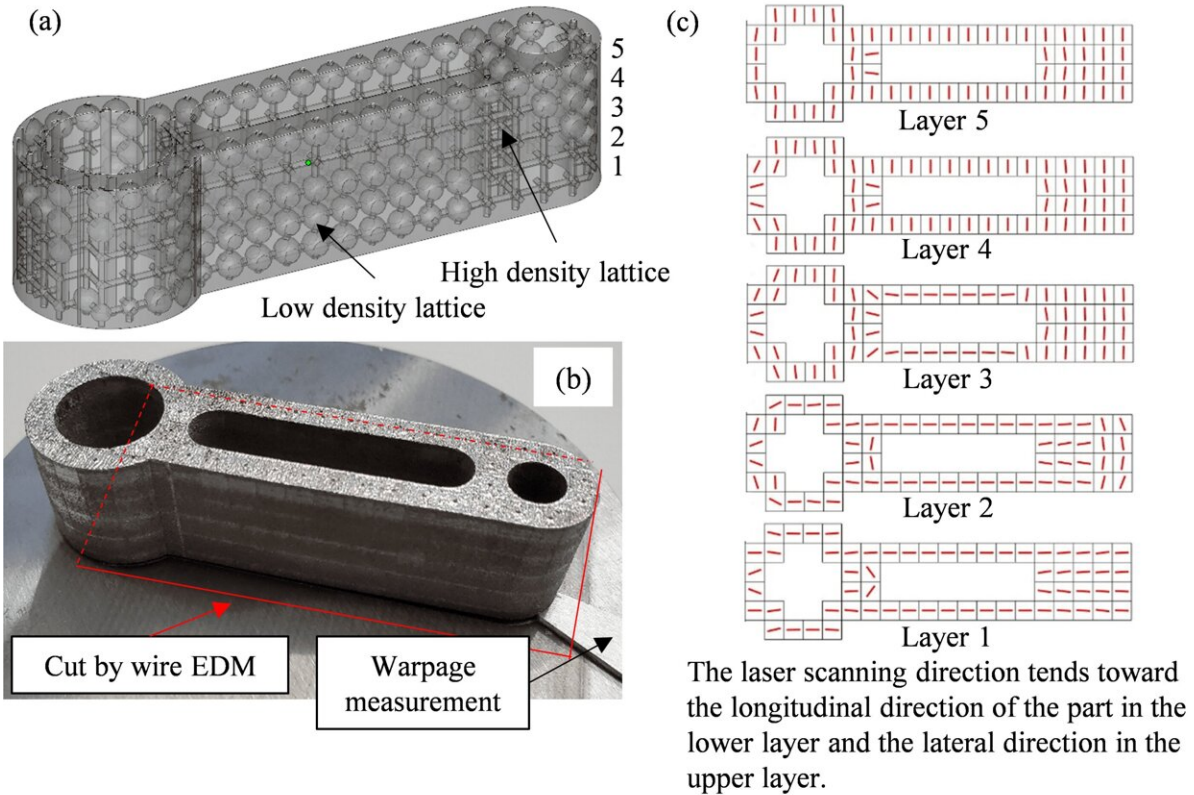 (a)
5
4
3
2
1
High density lattice
Low density lattice
(b)
Cut by wire EDM
Warpage
measurement
(c)
Layer 5
Layer 4
Layer 3
Layer 2
Layer 1
The laser scanning direction tends toward
the longitudinal direction of the part in the
lower layer and the lateral direction in the
upper layer.